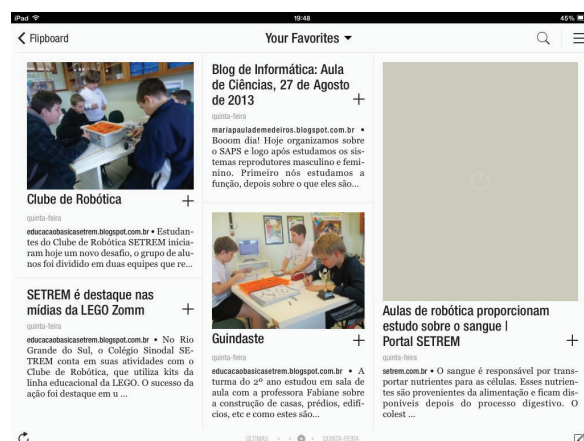 iPad
19:48
45%
Flipboard
Your Favorites
Clube de Robótica
quinta-feira
educacaobasicasetrem.blogspot.com.br • Estudan-
tes do Clube de Robótica SETREM inicia-
ram hoje um novo desafio, o grupo de alu-
nos foi dividido em duas equipes que re...
SETREM é destaque nas
mídias da LEGO Zomm
quinta-feira
educacaobasicasetrem.blogspot.com.br • No Rio
Grande do Sul, o Colégio Sinodal SE-
TREM conta em suas atividades com o
Clube de Robótica, que utiliza kits da
linha educacional da LEGO. O sucesso da
ação foi destaque em u ...
Blog de Informática: Aula
de Ciências, 27 de Agosto
de 2013
quinta-feira
mariapaulademedeiros.blogspot.com.br •
Booom dia! Hoje organizamos sobre
o SAPS e logo após estudamos os sis-
temas reprodutores masculino e femi-
nino. Primeiro nós estudamos a
função, depois sobre o que eles são...
Guindaste
quinta-feira
educacaobasicasetrem.blogspot.com.br • A
turma do 2º ano estudou em sala de
aula com a professora Fabiane sobre
a construção de casas, prédios, edifí-
cios, etc e como estes são...
Aulas de robótica proporcionam
estudo sobre o sangue |
Portal SETREM
quinta-feira
setrem.com.br • O sangue é responsável por trans-
portar nutrientes para as células. Esses nutrien-
tes são provenientes da alimentação e ficam dis-
poníveis depois do processo digestivo. O
colest ...
ÚLTIMAS
QUINTA-FEIRA